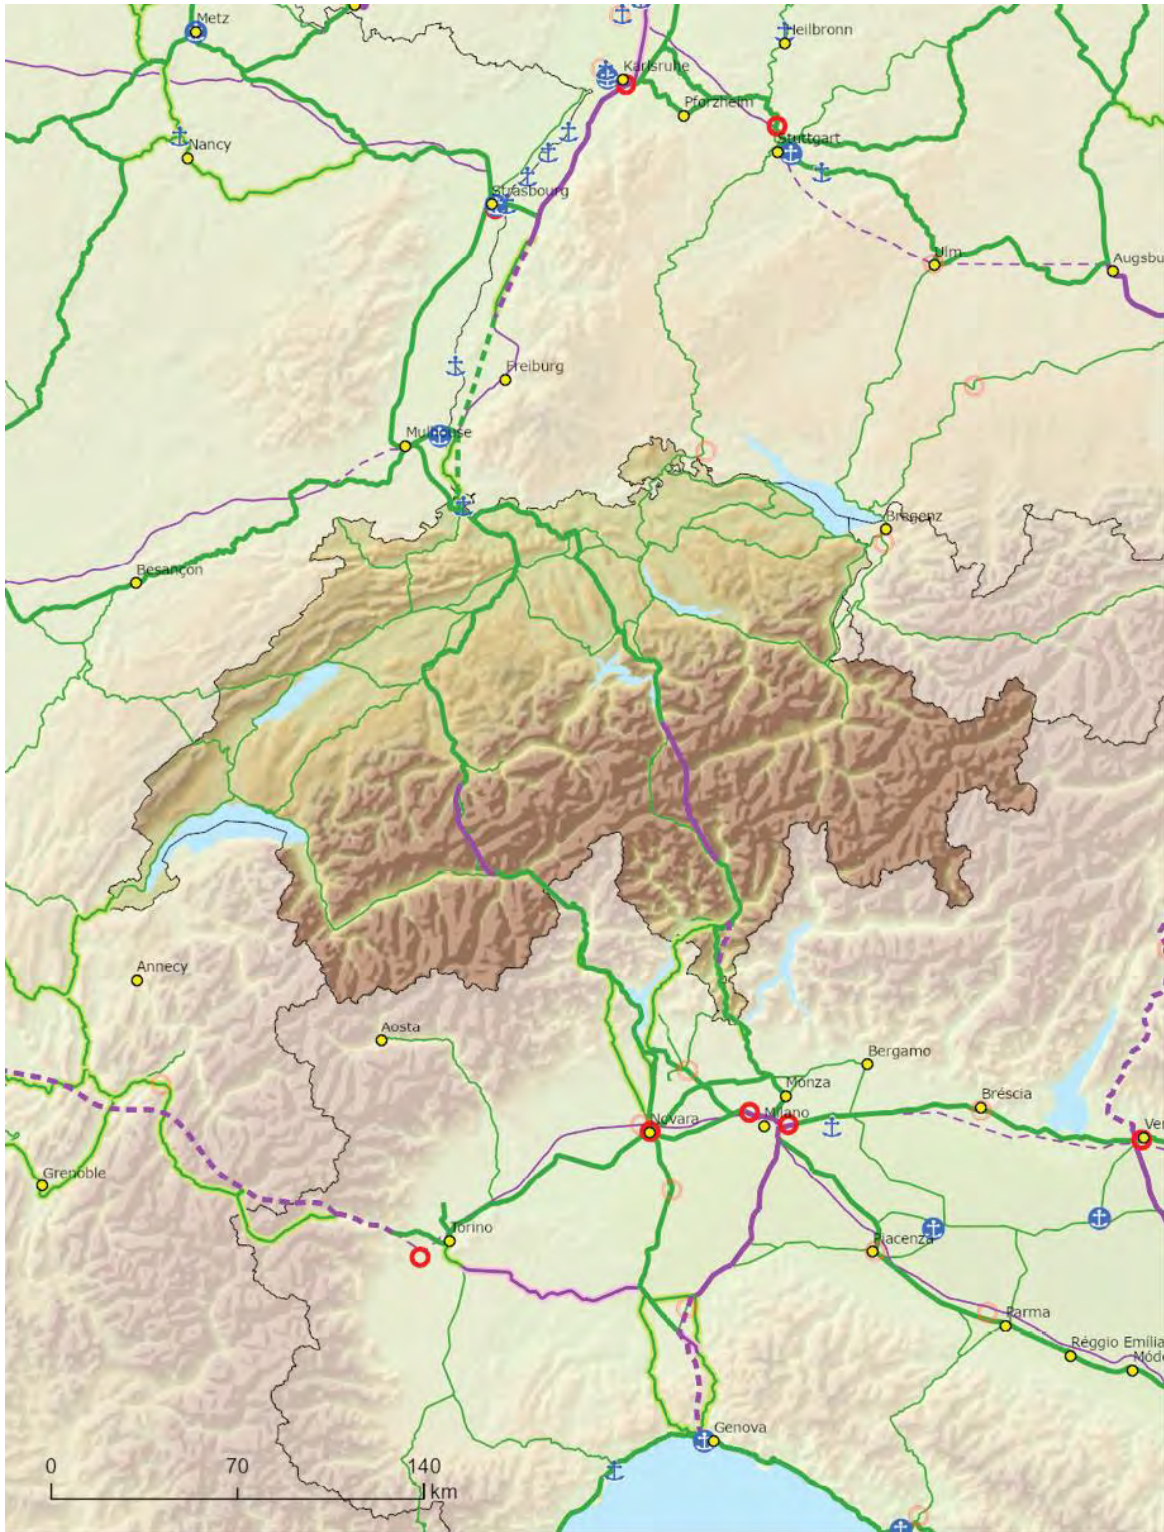 Metz
Heilbronn
Karlsruhe
Pforzheim
Nancy
Stuttgart
Strasbourg
Ulm
Augsbu
Freiburg
Mulhouse
Bregenz
Besançon
Annecy
Aosta
Bergamo
Monza
Bréscia
Novara
Milano
Ver
Grenoble
Torino
Piacenza
Parma
Réggio Emília
Móde
Genova
0 70 140
km